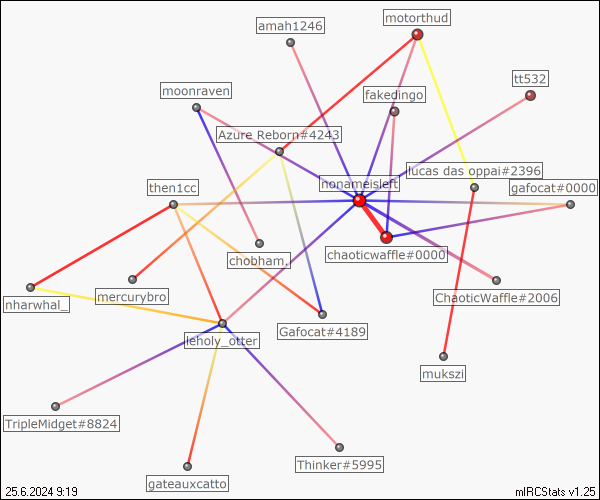 motorthud
amah1246
tt532
moonraven
fakedingo
Azure Reborn#4243
lucas das oppai#2396
nonameisleft
then1cc
gafocat#0000
chaoticwaffle#0000
chobham,
nharwhal_
mercurybro
ChaoticWaffle#2006
Gafocat#4189
leholy_otter
mukszi
TripleMidget#8824
Thinker#5995
gateauxcatto
25.6.2024 9:19
mIRCStats v1.25